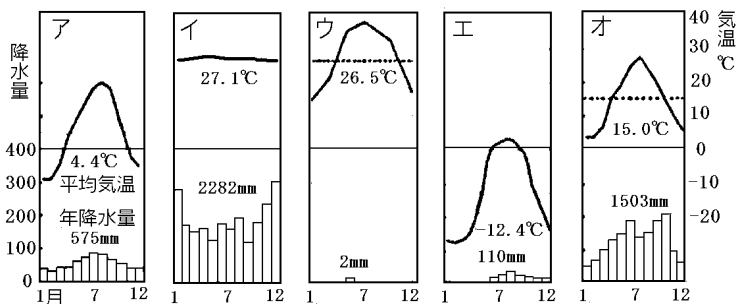 降水量
400
300
200
100
0
ア
4.4℃
平均気温
年降水量
575mm
1月 7 12
イ
27.1℃
2282mm
1 7 12
ウ
26.5℃
2mm
1 7 12
エ
-12.4℃
110mm
1 7 12
オ
15.0℃
1503mm
1 7 12
気温℃
40
30
20
10
0
-10
-20